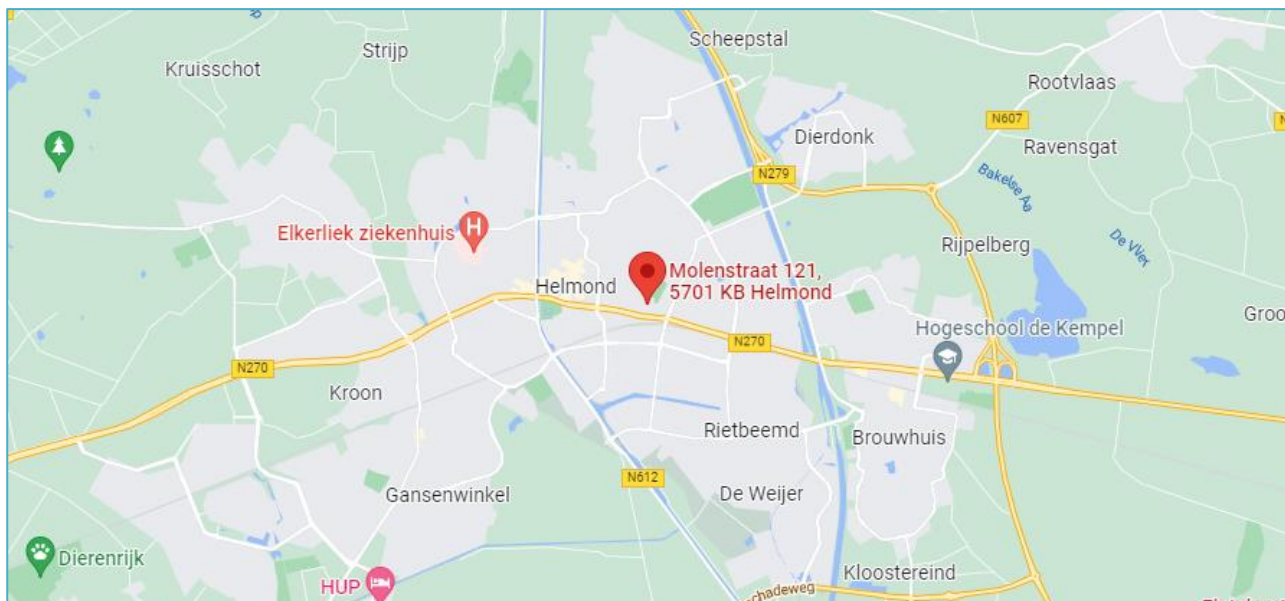 Scheepstal
Strijp
Kruisschot
Rootvlaas
N607
Dierdonk
Ravensgat
N279
Bakelse Aa
Elkerliek ziekenhuis
H
Rijpelberg
De Vlier
Molenstraat 121,
5701 KB Helmond
Helmond
Groo
Hogeschool de Kempel
N270
N270
Kroon
Rietbeemd
Brouwhuis
N612
Gansenwinkel
De Weijer
Dierenrijk
HUP
Kloostereind
chadeweg